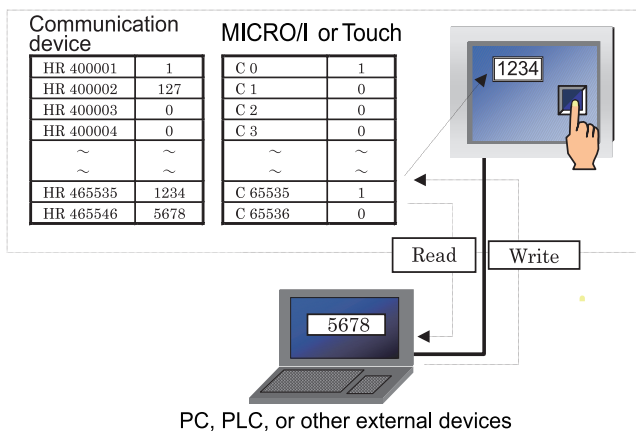 Communication
device
MICRO/I or Touch
HR 400001 1
HR 400002 127
HR 400003 0
HR 400004 0
~ ~
~ ~
HR 465535 1234
HR 465546 5678
C 0 1
C 1 0
C 2 0
C 3 0
~ ~
~ ~
C 65535 1
C 65536 0
1234
Read
Write
5678
PC, PLC, or other external devices